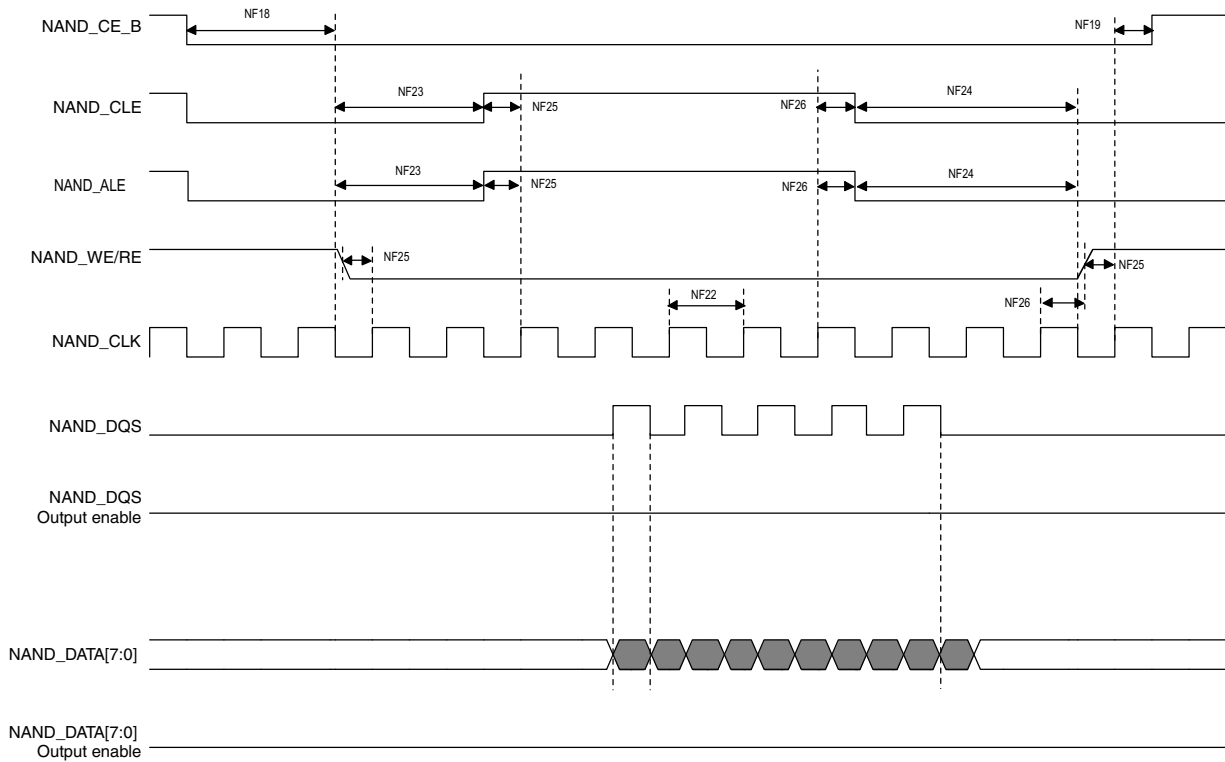 NF18
NAND_CE_B
NF19
NF23
NF25
NF26
NF24
NAND_CLE
NF23
NF25
NF26
NF24
NAND_ALE
NAND_WE/RE
NF25
NF25
NF22
NF26
NAND_CLK
NAND_DQS
NAND_DQS
Output enable
NAND_DATA[7:0]
NAND_DATA[7:0]
Output enable